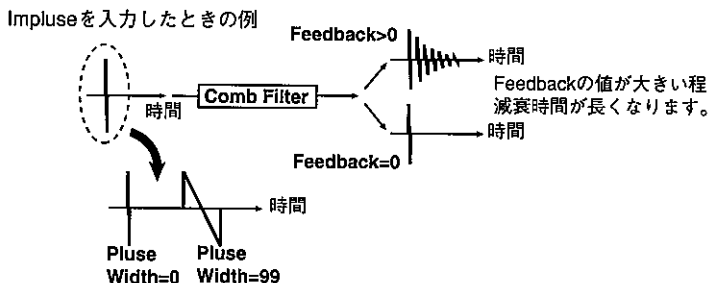 Impluseを入力したときの例
Feedback>0
時間
時間
Comb Filter
Feedbackの値が大きい程
減衰時間が長くなります。
時間
Feedback=0
時間
Pluse
Width=0
Pluse
Width=99